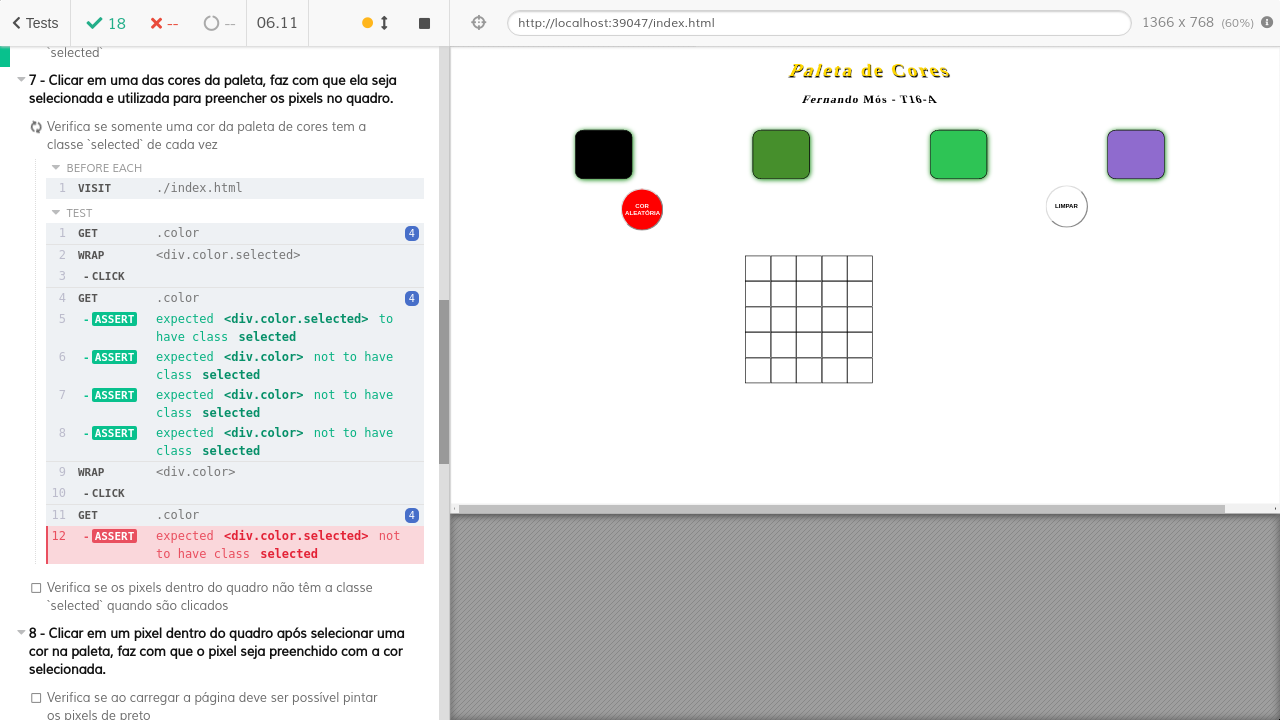 Tests
18
--
--
06.11
http://localhost:39047/index.html
1366 x 768 (60%)
`selected`
7 - Clicar em uma das cores da paleta, faz com que ela seja
selecionada e utilizada para preencher os pixels no quadro.
Verifica se somente uma cor da paleta de cores tem a
classe `selected` de cada vez
BEFORE EACH
1 VISIT ./index.html
TEST
1 GET .color 4
2 WRAP <div.color.selected>
3 -CLICK
4 GET .color 4
5 -ASSERT expected <div.color.selected> to
have class selected
6 -ASSERT expected <div.color> not to have
class selected
7 -ASSERT expected <div.color> not to have
class selected
8 -ASSERT expected <div.color> not to have
class selected
9 WRAP <div.color>
10 -CLICK
11 GET .color 4
12 -ASSERT expected <div.color.selected> not
to have class selected
Verifica se os pixels dentro do quadro não têm a classe
`selected` quando são clicados
8 - Clicar em um pixel dentro do quadro após selecionar uma
cor na paleta, faz com que o pixel seja preenchido com a cor
selecionada.
Verifica se ao carregar a página deve ser possível pintar
os pixels de preto
Paleta de Cores
Fernando Mós - T16-A
COR
ALEATÓRIA
LIMPAR